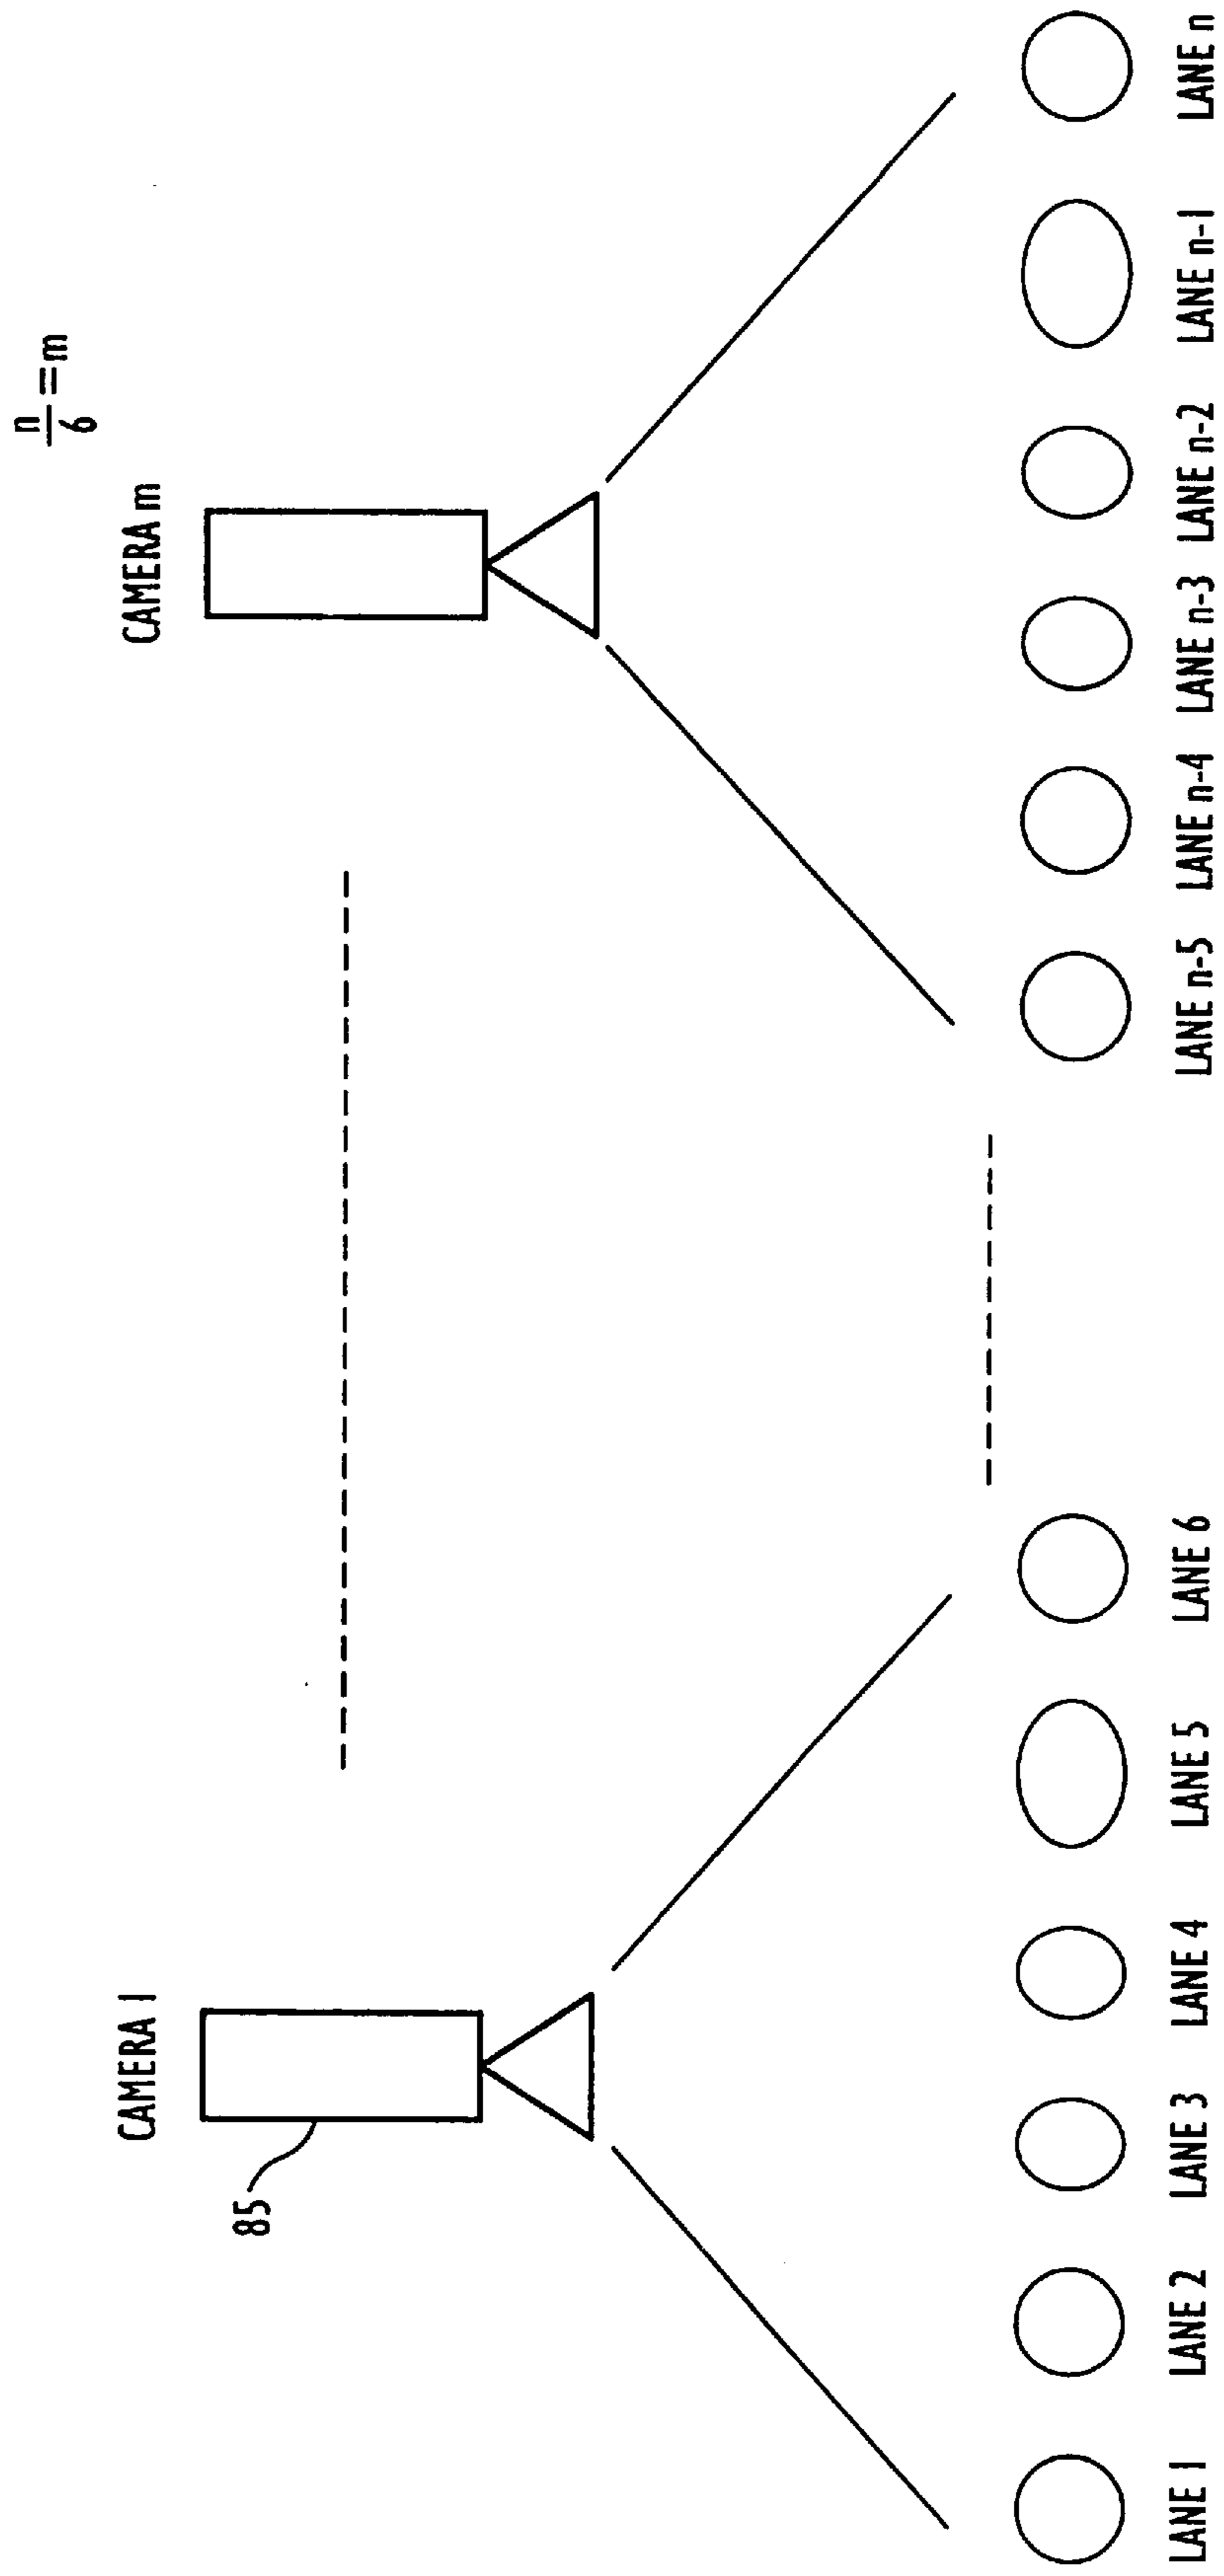 n/6=m
CAMERA 1
CAMERA m
85
LANE 1
LANE 2
LANE 3
LANE 4
LANE 5
LANE 6
LANE n-5
LANE n-4
LANE n-3
LANE n-2
LANE n-1
LANE n